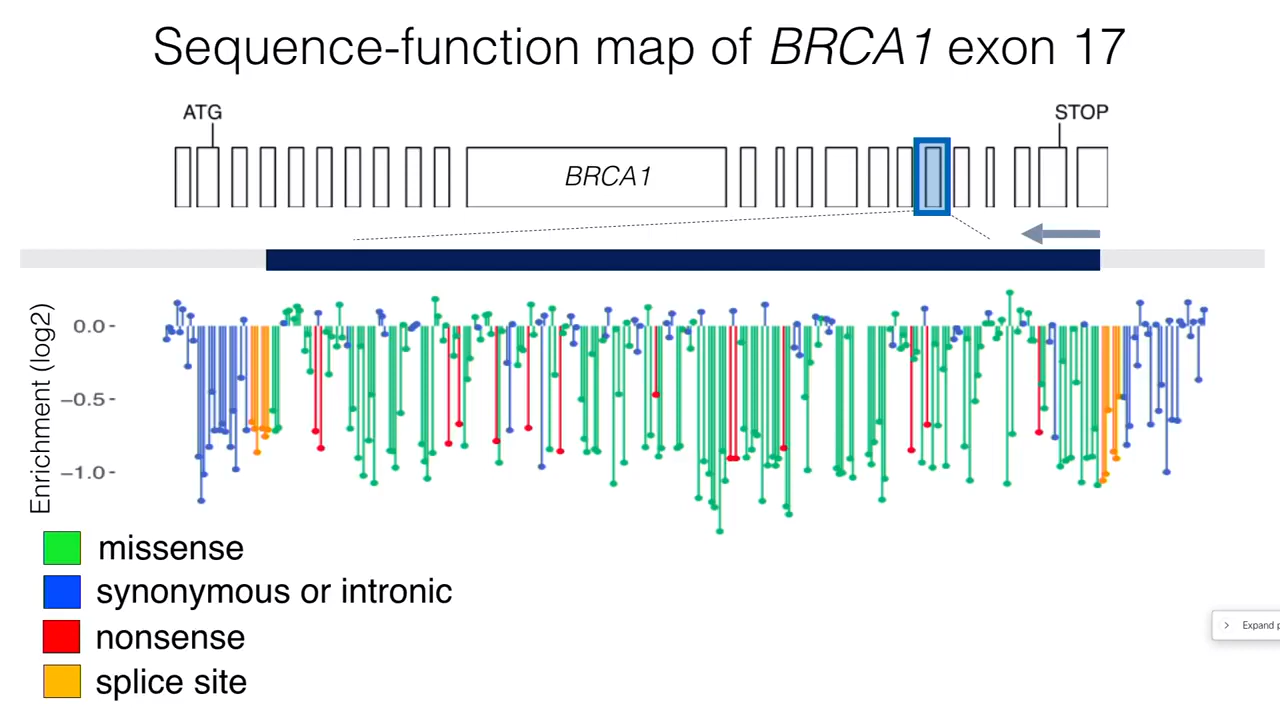 Sequence-function map of BRCA1 exon 17
ATG
STOP
BRCA1
Enrichment (log2)
0.0
−0.5
−1.0
missense
synonymous or intronic
nonsense
splice site
Expand